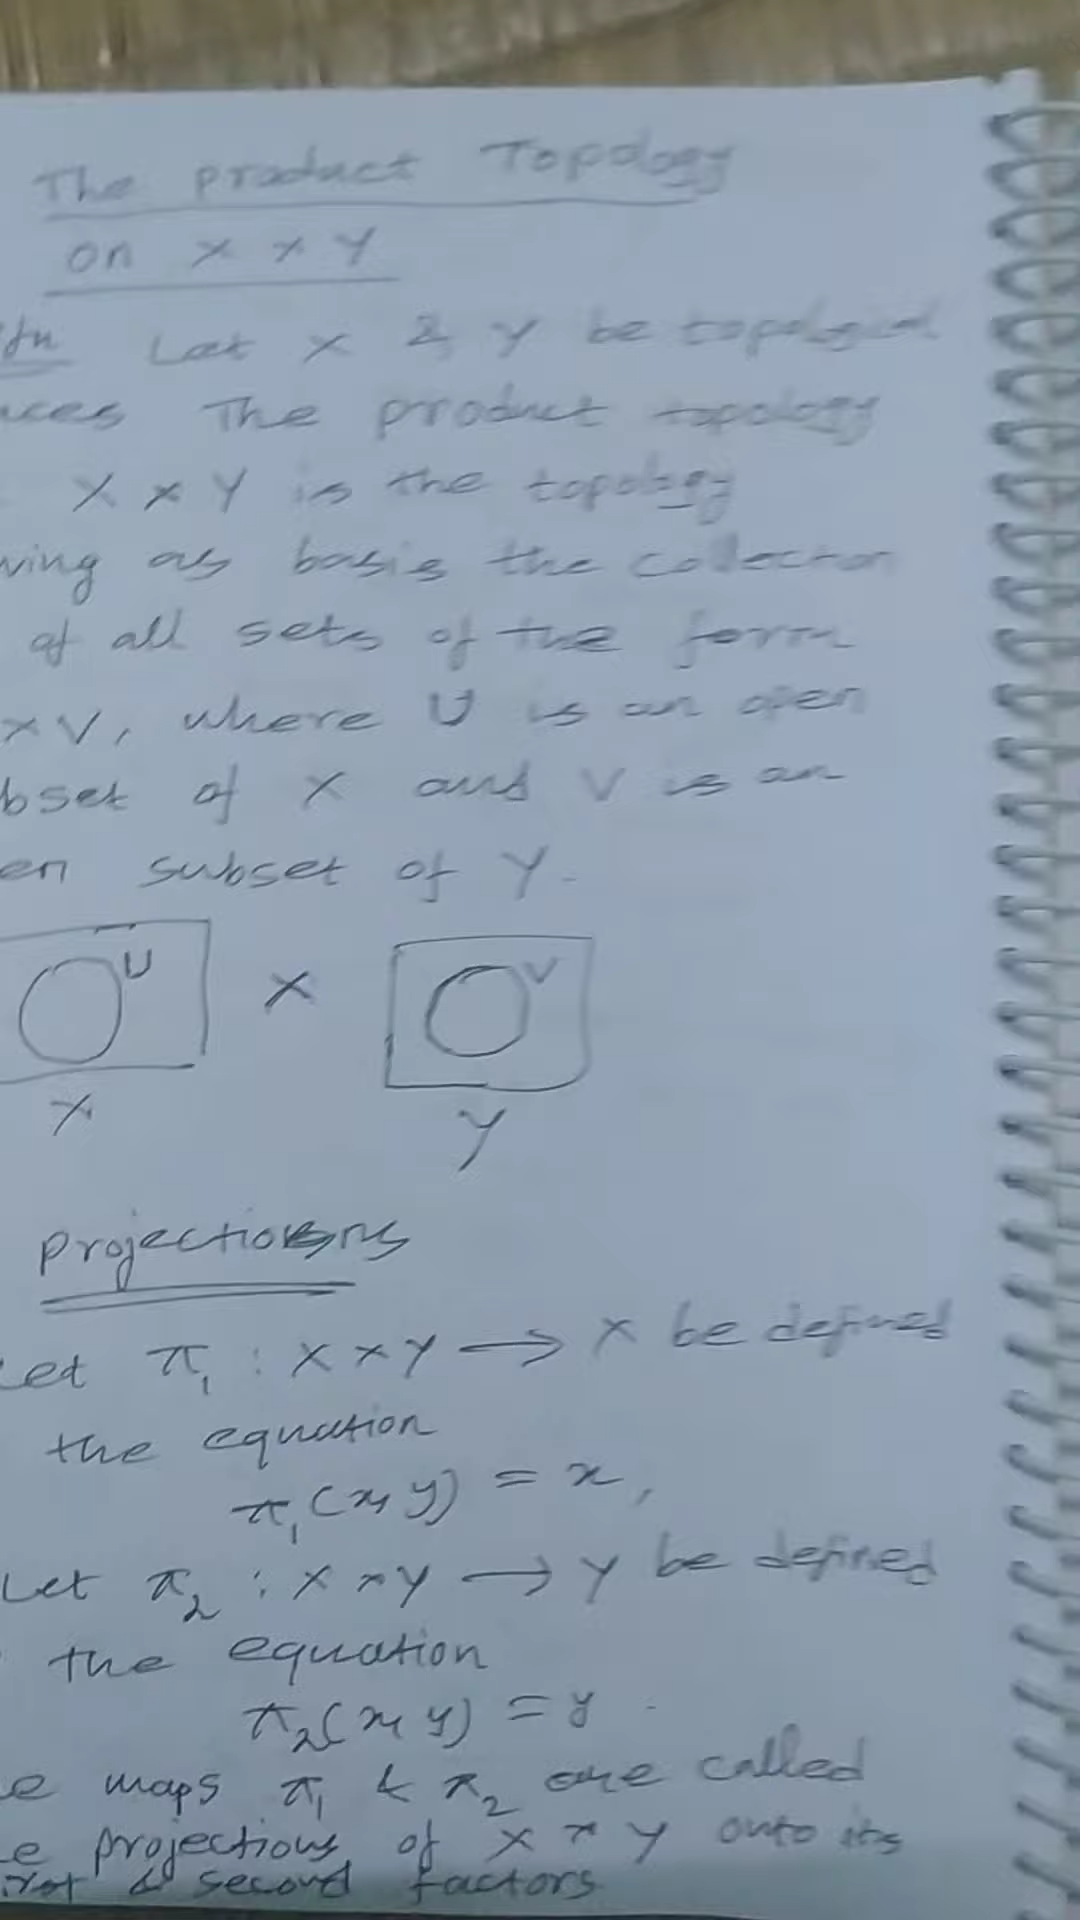 The product Topology
on X × Y
Let X & Y be topological
The product topology
X × Y is the topology
ving as basis the collection
of all sets of the form
× V, where U is an open
bset of X and V is an
en subset of Y.
U × V
X Y
Projections
Let π₁ : X × Y → X be defined
the equation
π₁(x, y) = x,
Let π₂ : X × Y → Y be defined
the equation
π₂(x, y) = y.
e maps π₁ & π₂ are called
e projections of X × Y onto its
irst & second factors